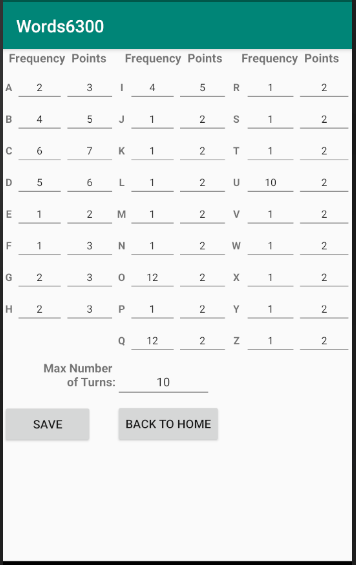 Words6300
Frequency Points Frequency Points Frequency Points
A 2 3 I 4 5 R 1 2
B 4 5 J 1 2 S 1 2
C 6 7 K 1 2 T 1 2
D 5 6 L 1 2 U 10 2
E 1 2 M 1 2 V 1 2
F 1 3 N 1 2 W 1 2
G 2 3 O 12 2 X 1 2
H 2 3 P 1 2 Y 1 2
Q 12 2 Z 1 2
Max Number
of Turns: 10
SAVE BACK TO HOME